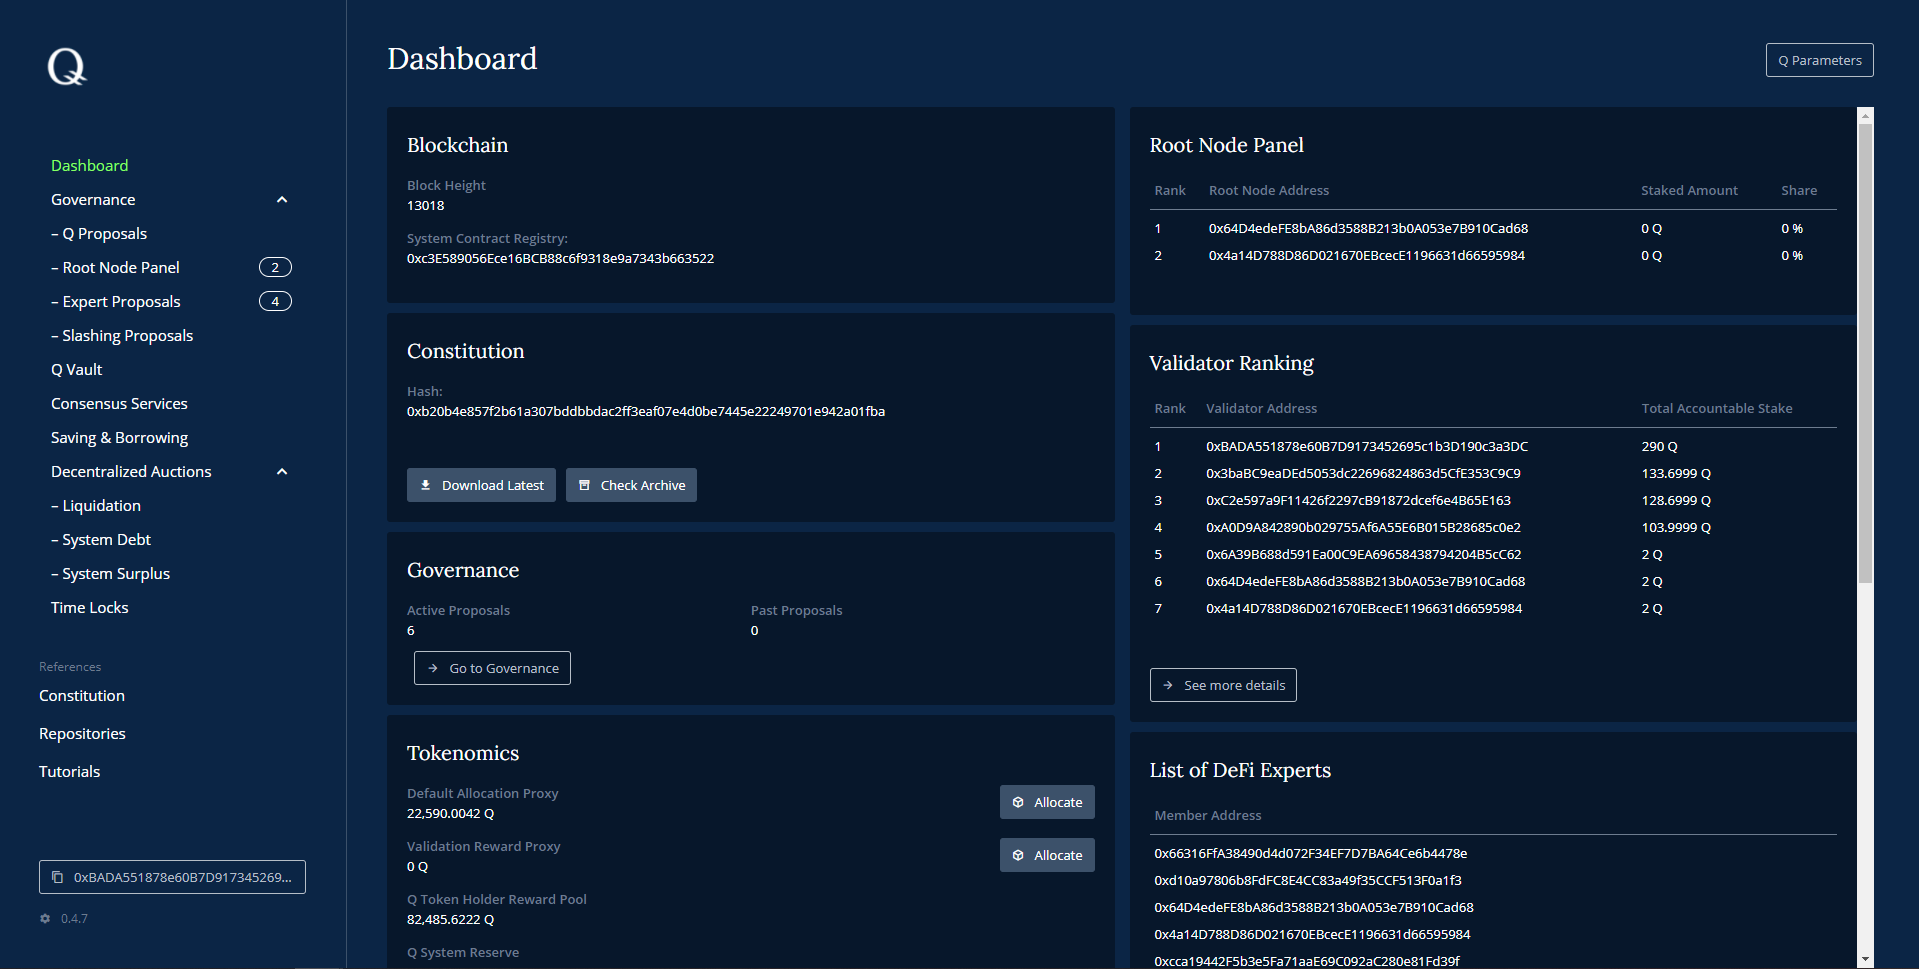 Q
Dashboard
Governance
– Q Proposals
– Root Node Panel 2
– Expert Proposals 4
– Slashing Proposals
Q Vault
Consensus Services
Saving & Borrowing
Decentralized Auctions
– Liquidation
– System Debt
– System Surplus
Time Locks
References
Constitution
Repositories
Tutorials
0xBADA551878e60B7D917345269...
0.4.7
Dashboard
Q Parameters
Blockchain
Block Height
13018
System Contract Registry:
0xc3E589056Ece16BCB88c6f9318e9a7343b663522
Constitution
Hash:
0xb20b4e857f2b61a307bddbbdac2ff3eaf07e4d0be7445e22249701e942a01fba
Download Latest Check Archive
Governance
Active Proposals Past Proposals
6 0
Go to Governance
Tokenomics
Default Allocation Proxy
22,590.0042 Q
Allocate
Validation Reward Proxy
0 Q
Allocate
Q Token Holder Reward Pool
82,485.6222 Q
Q System Reserve
Root Node Panel
Rank Root Node Address Staked Amount Share
1 0x64D4edeFE8bA86d3588B213b0A053e7B910Cad68 0 Q 0 %
2 0x4a14D788D86D021670EBcecE1196631d66595984 0 Q 0 %
Validator Ranking
Rank Validator Address Total Accountable Stake
1 0xBADA551878e60B7D9173452695c1b3D190c3a3DC 290 Q
2 0x3baBC9eaDEd5053dc22696824863d5CfE353C9C9 133.6999 Q
3 0xC2e597a9F11426f2297cB91872dcef6e4B65E163 128.6999 Q
4 0xA0D9A842890b029755Af6A55E6B015B28685c0e2 103.9999 Q
5 0x6A39B688d591Ea00C9EA69658438794204B5cC62 2 Q
6 0x64D4edeFE8bA86d3588B213b0A053e7B910Cad68 2 Q
7 0x4a14D788D86D021670EBcecE1196631d66595984 2 Q
See more details
List of DeFi Experts
Member Address
0x66316FfA38490d4d072F34EF7D7BA64Ce6b4478e
0xd10a97806b8FdFC8E4CC83a49f35CCF513F0a1f3
0x64D4edeFE8bA86d3588B213b0A053e7B910Cad68
0x4a14D788D86D021670EBcecE1196631d66595984
0xcca19442F5b3e5Fa71aaE69C092aC280e81Fd39f